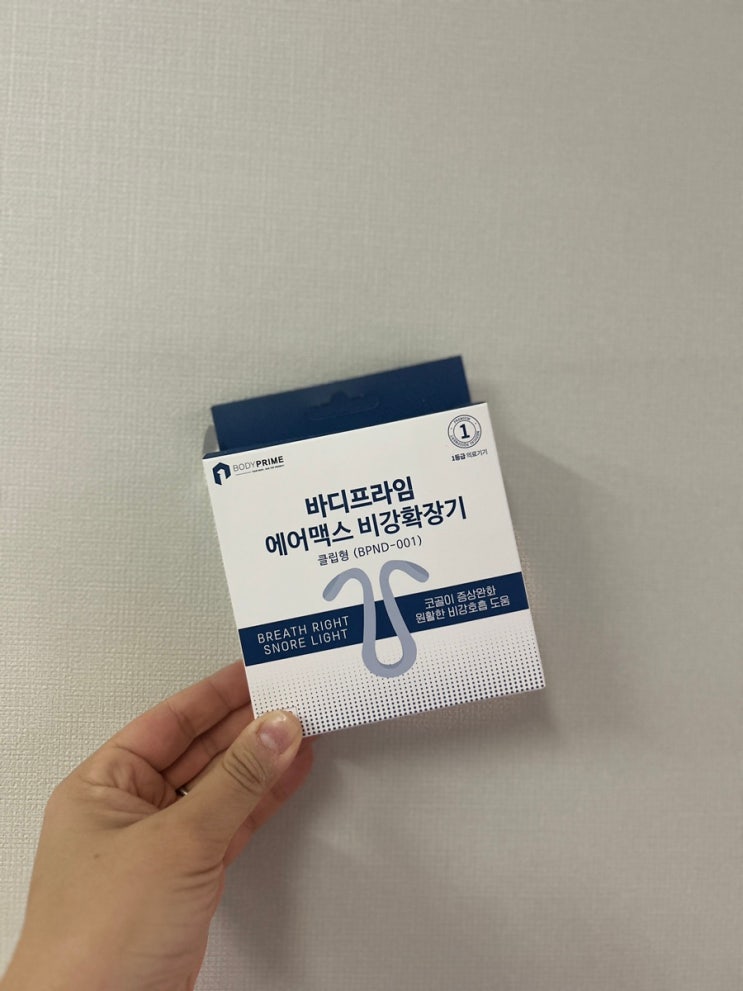 BODYPRIME
1
1등급 의료기기
바디프라임
에어맥스 비강확장기
클립형 (BPND-001)
BREATH RIGHT
SNORE LIGHT
코골이 증상완화
원활한 비강호흡 도움